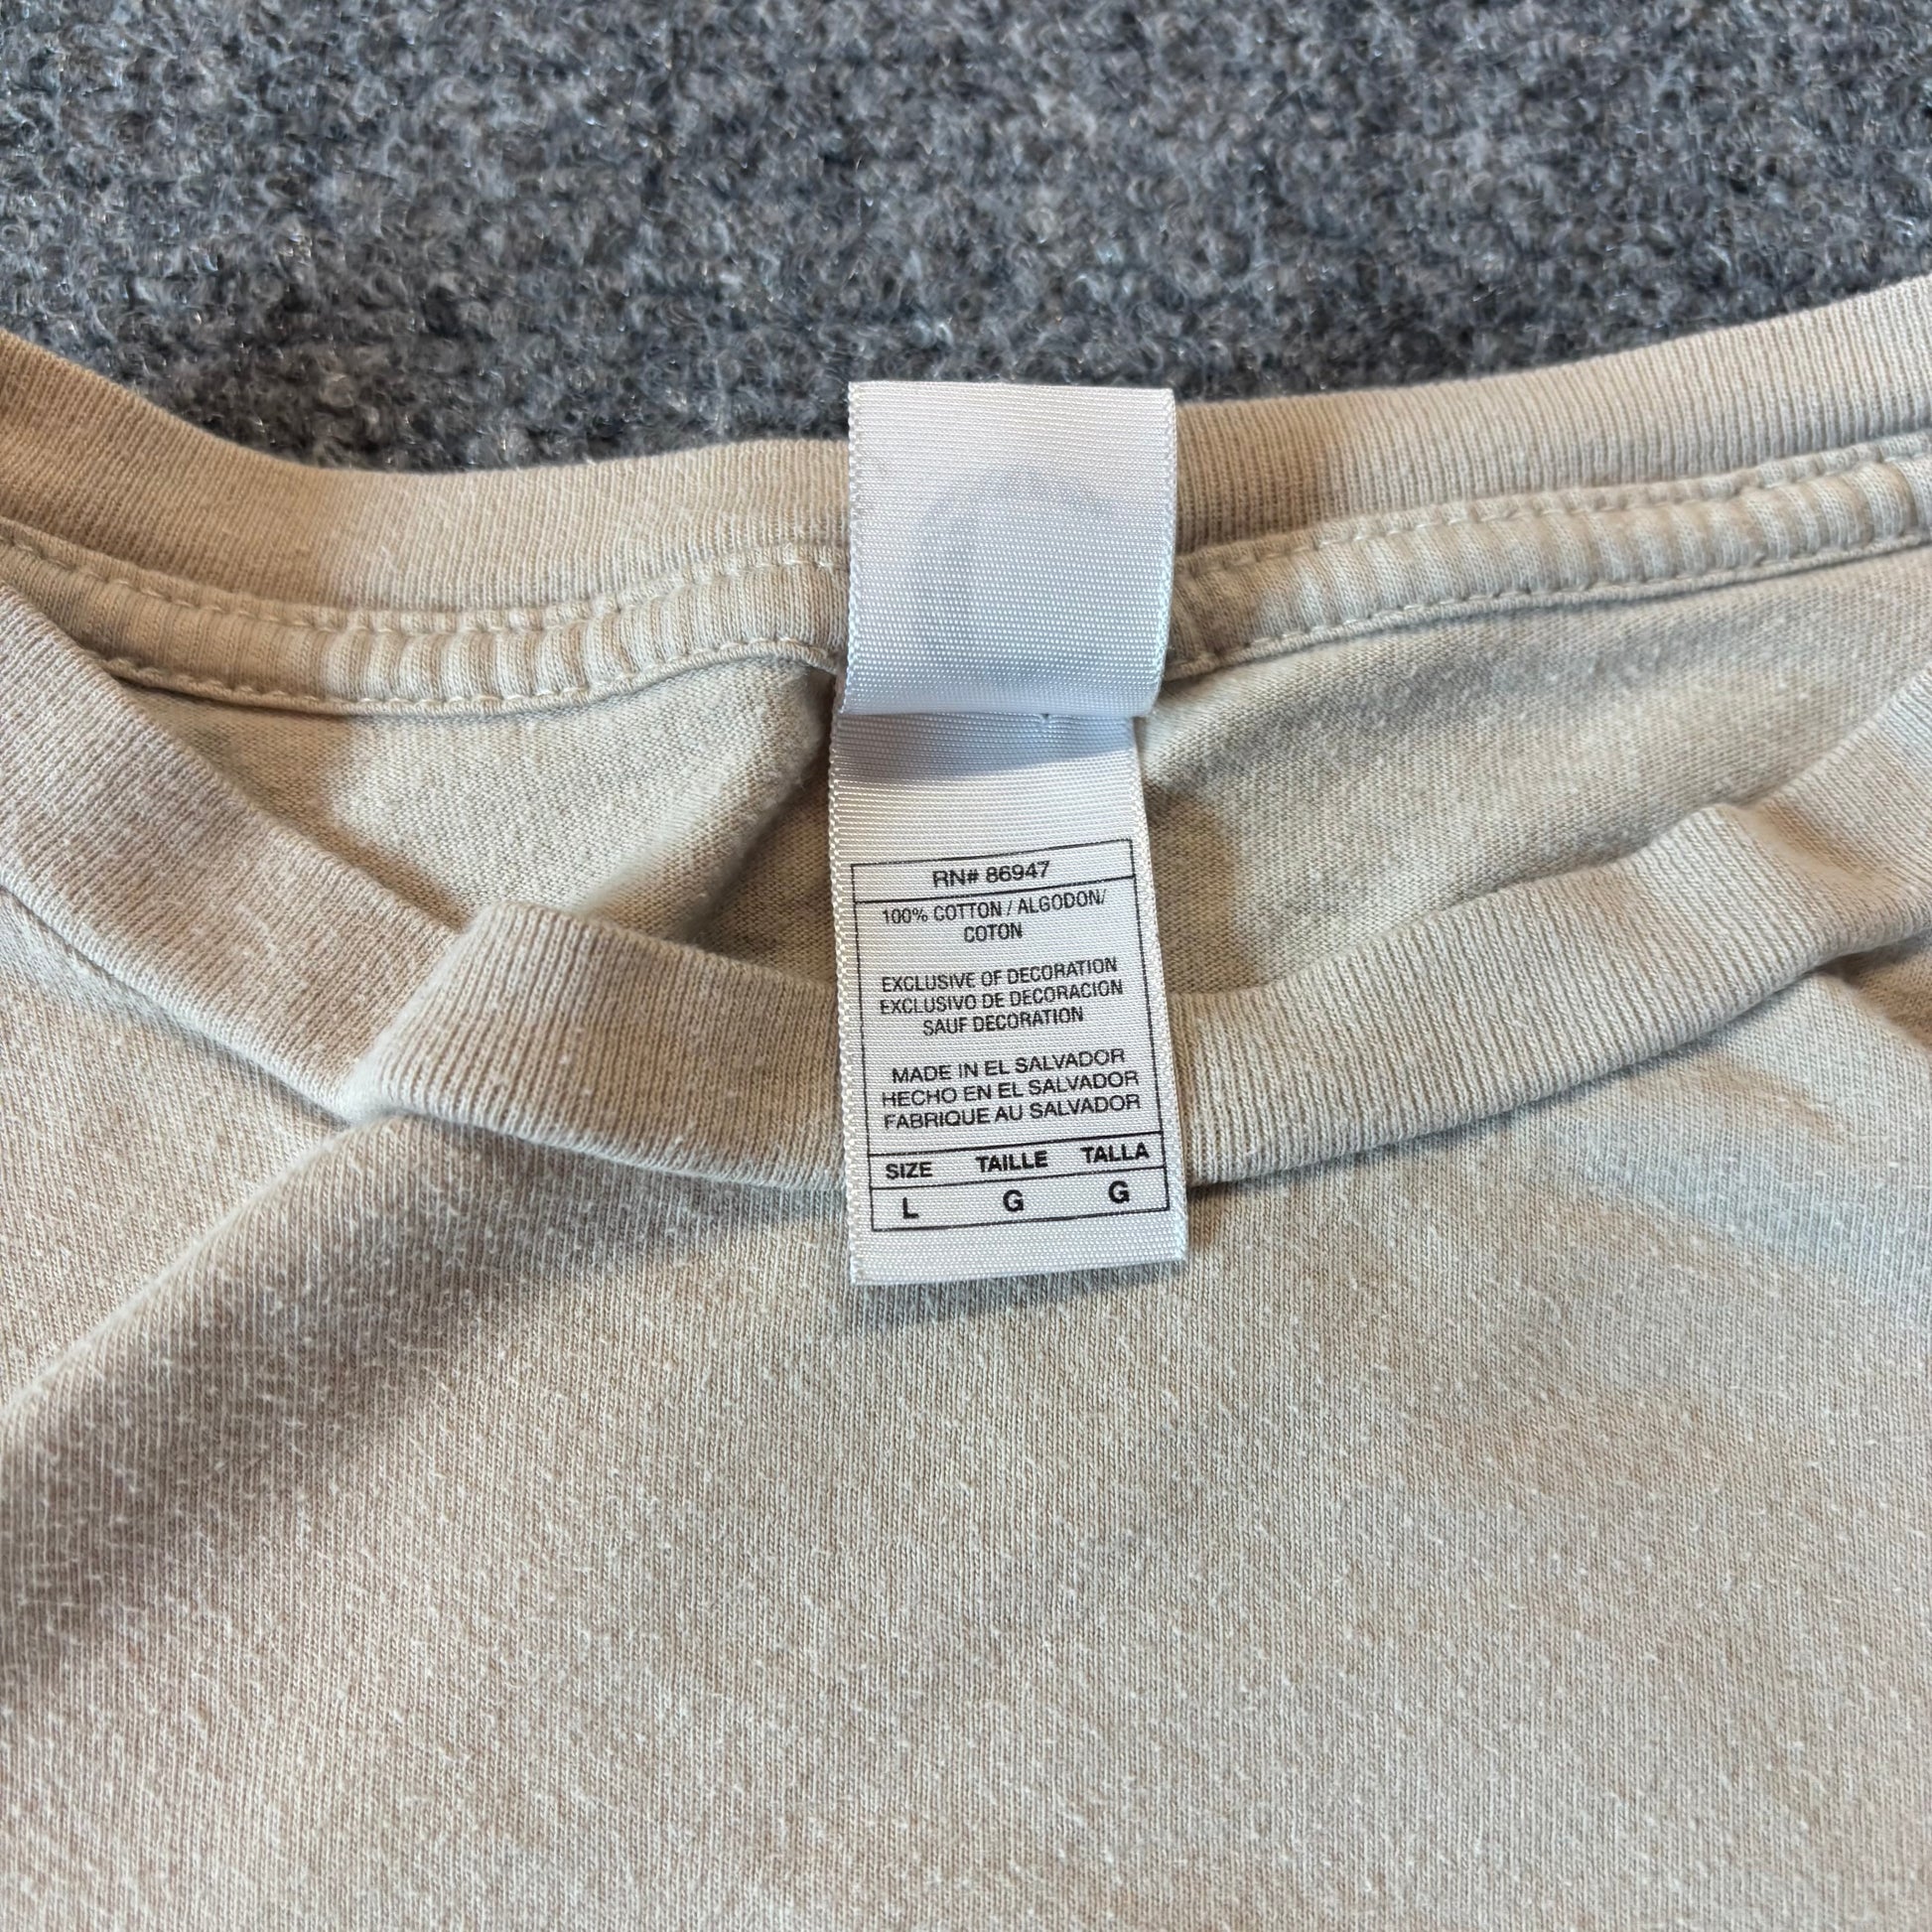 RN# 86947
100% COTTON / ALGODON/
COTON
EXCLUSIVE OF DECORATION
EXCLUSIVO DE DECORACION
SAUF DECORATION
MADE IN EL SALVADOR
HECHO EN EL SALVADOR
FABRIQUE AU SALVADOR
SIZE TAILLE TALLA
L G G